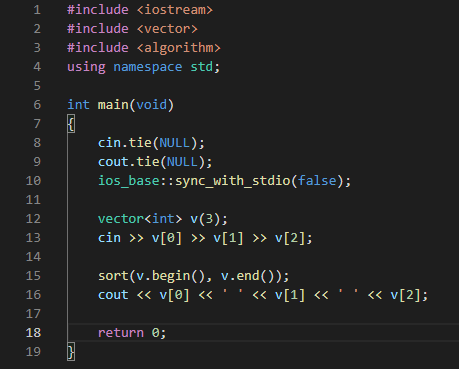 1 #include <iostream>
2 #include <vector>
3 #include <algorithm>
4 using namespace std;
5
6 int main(void)
7 {
8 cin.tie(NULL);
9 cout.tie(NULL);
10 ios_base::sync_with_stdio(false);
11
12 vector<int> v(3);
13 cin >> v[0] >> v[1] >> v[2];
14
15 sort(v.begin(), v.end());
16 cout << v[0] << ' ' << v[1] << ' ' << v[2];
17
18 return 0;
19 }